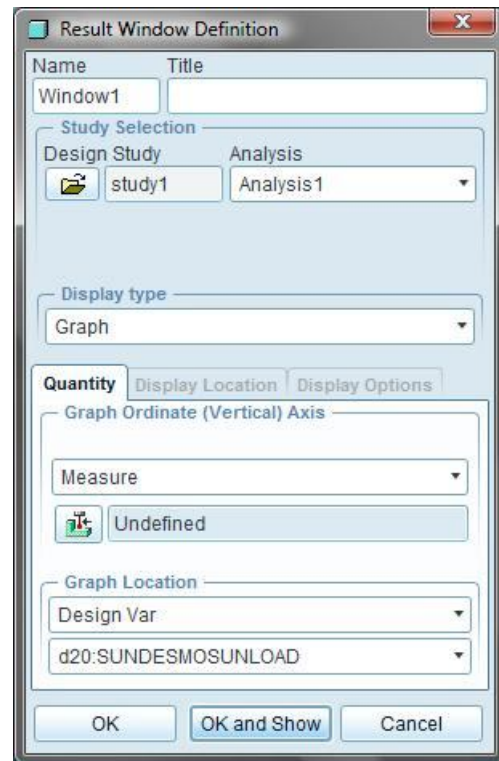 Result Window Definition
Name Title
Window1
Study Selection
Design Study Analysis
study1 Analysis1
Display type
Graph
Quantity Display Location Display Options
Graph Ordinate (Vertical) Axis
Measure
Undefined
Graph Location
Design Var
d20:SUNDESMOSUNLOAD
OK OK and Show Cancel